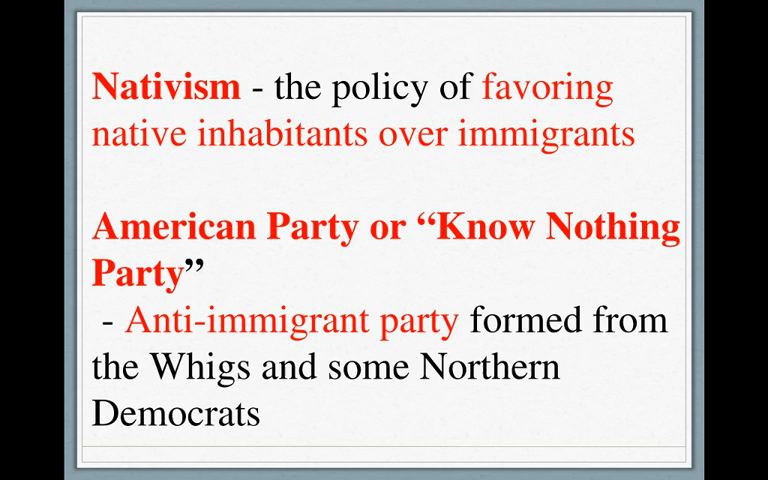 Nativism - the policy of favoring
native inhabitants over immigrants
American Party or “Know Nothing
Party”
- Anti-immigrant party formed from
the Whigs and some Northern
Democrats